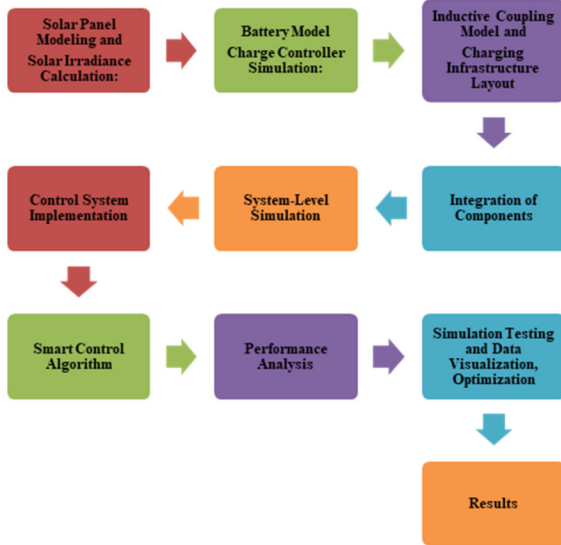 Solar Panel
Modeling and
Solar Irradiance
Calculation:
Battery Model
Charge Controller
Simulation:
Inductive Coupling
Model and
Charging
Infrastructure
Layout
Control System
Implementation
System-Level
Simulation
Integration of
Components
Smart Control
Algorithm
Performance
Analysis
Simulation Testing
and Data
Visualization,
Optimization
Results